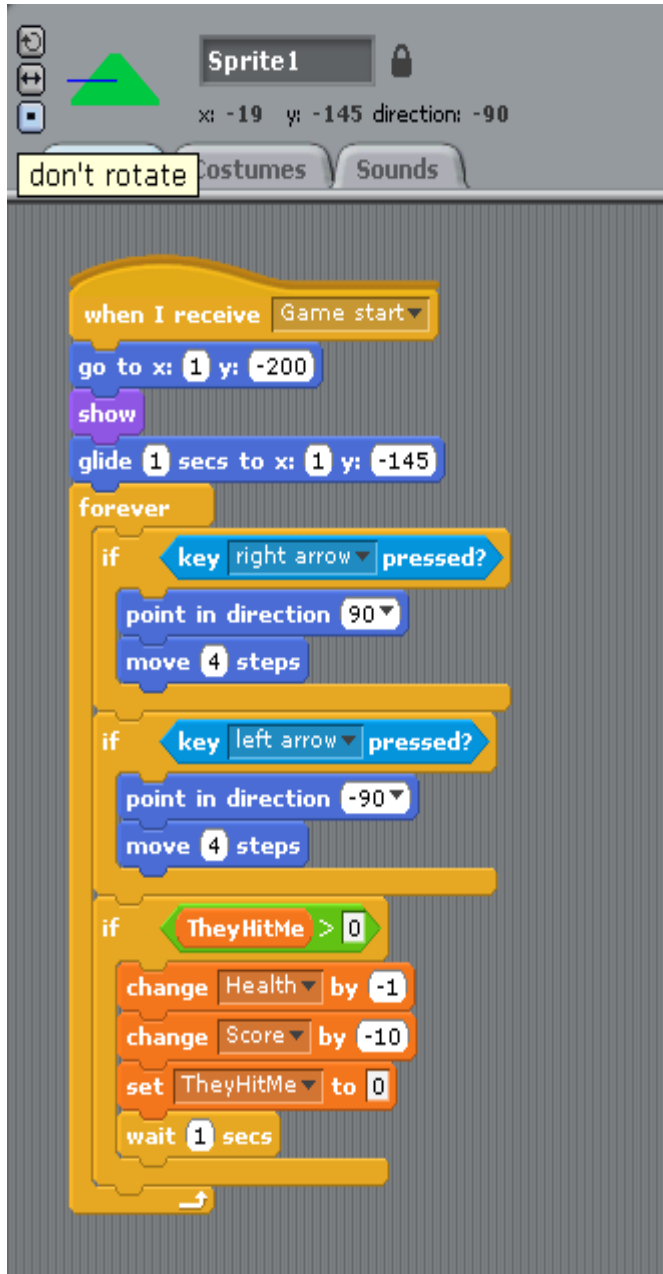 Sprite1
x: -19 y: -145 direction: -90
don't rotate
Costumes
Sounds
when I receive Game start
go to x: 1 y: -200
show
glide 1 secs to x: 1 y: -145
forever
if key right arrow pressed?
point in direction 90
move 4 steps
if key left arrow pressed?
point in direction -90
move 4 steps
if TheyHitMe > 0
change Health by -1
change Score by -10
set TheyHitMe to 0
wait 1 secs